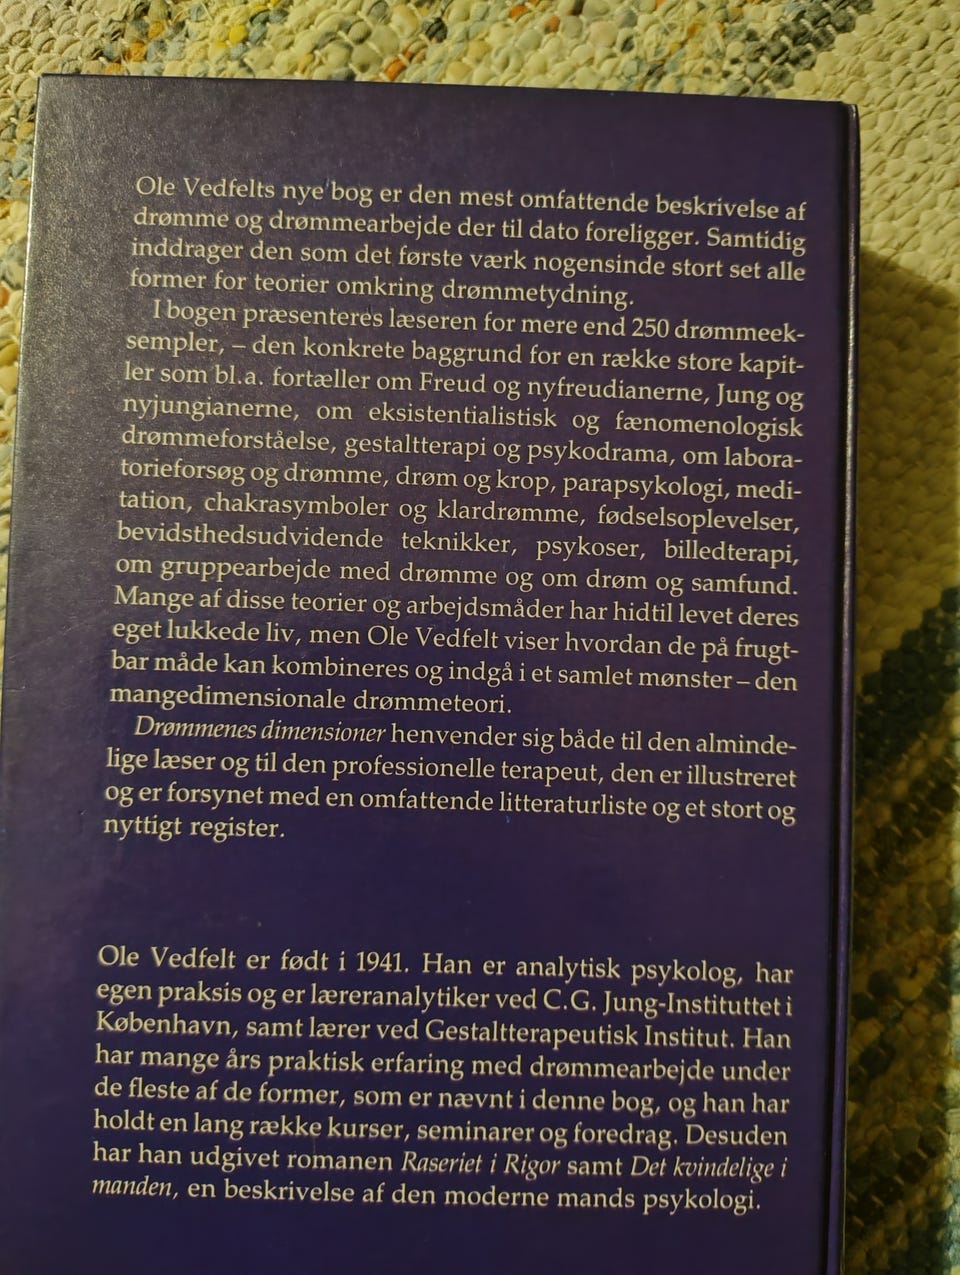 Ole Vedfelts nye bog er den mest omfattende beskrivelse af
drømme og drømmearbejde der til dato foreligger. Samtidig
inddrager den som det første værk nogensinde stort set alle
former for teorier omkring drømmetydning.
I bogen præsenteres læseren for mere end 250 drømmeek-
sempler, – den konkrete baggrund for en række store kapit-
ler som bl.a. fortæller om Freud og nyfreudianerne, Jung og
nyjungianerne, om eksistentialistisk og fænomenologisk
drømmeforståelse, gestaltterapi og psykodrama, om labora-
torieforsøg og drømme, drøm og krop, parapsykologi, medi-
tation, chakrasymboler og klardrømme, fødselsoplevelser,
bevidsthedsudvidende teknikker, psykoser, billedterapi,
om gruppearbejde med drømme og om drøm og samfund.
Mange af disse teorier og arbejdsmåder har hidtil levet deres
eget lukkede liv, men Ole Vedfelt viser hvordan de på frugt-
bar måde kan kombineres og indgå i et samlet mønster – den
mangedimensionale drømmeteori.
Drømmenes dimensioner henvender sig både til den alminde-
lige læser og til den professionelle terapeut, den er illustreret
og er forsynet med en omfattende litteraturliste og et stort og
nyttigt register.
Ole Vedfelt er født i 1941. Han er analytisk psykolog, har
egen praksis og er læreranalytiker ved C.G. Jung-Instituttet i
København, samt lærer ved Gestaltterapeutisk Institut. Han
har mange års praktisk erfaring med drømmearbejde under
de fleste af de former, som er nævnt i denne bog, og han har
holdt en lang række kurser, seminarer og foredrag. Desuden
har han udgivet romanen Raseriet i Rigor samt Det kvindelige i
manden, en beskrivelse af den moderne mands psykologi.